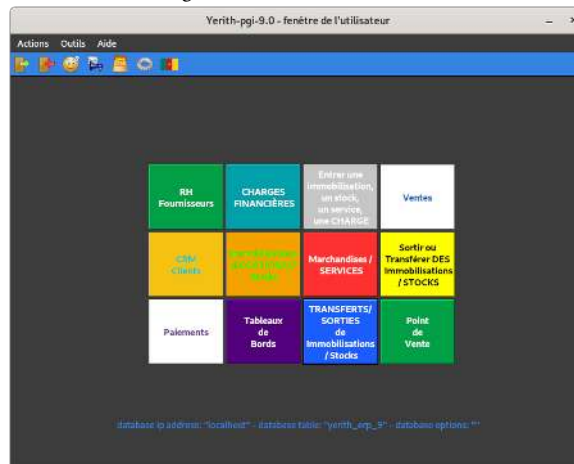 Yerith-pgi-9.0 - fenêtre de l'utilisateur
Actions Outils Aide
RH
Fournisseurs
CHARGES
FINANCIÈRES
Entrer une
immobilisation,
un stock,
un service,
une CHARGE
Ventes
CRM
Clients
Marchandises /
SERVICES
Sortir ou
Transférer DES
Immobilisations
/ STOCKS
Paiements
Tableaux
de
Bords
TRANSFERTS/
SORTIES
de
Immobilisations
/ Stocks
Point
de
Vente
database ip address: "localhost" - database table: "yerith_erp_9" - database options: ""